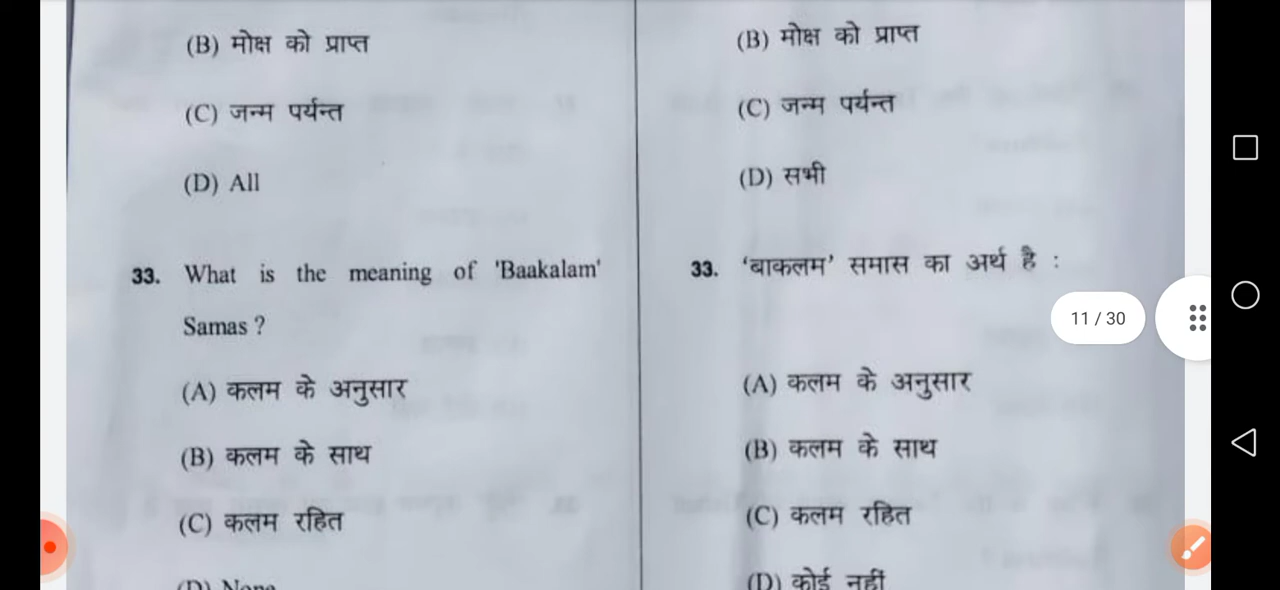 (B) मोक्ष को प्राप्त
(C) जन्म पर्यन्त
(D) All
33. What is the meaning of 'Baakalam'
Samas ?
(A) कलम के अनुसार
(B) कलम के साथ
(C) कलम रहित
(D) None
(B) मोक्ष को प्राप्त
(C) जन्म पर्यन्त
(D) सभी
33. ‘बाकलम’ समास का अर्थ है :
(A) कलम के अनुसार
(B) कलम के साथ
(C) कलम रहित
(D) कोई नहीं
11 / 30